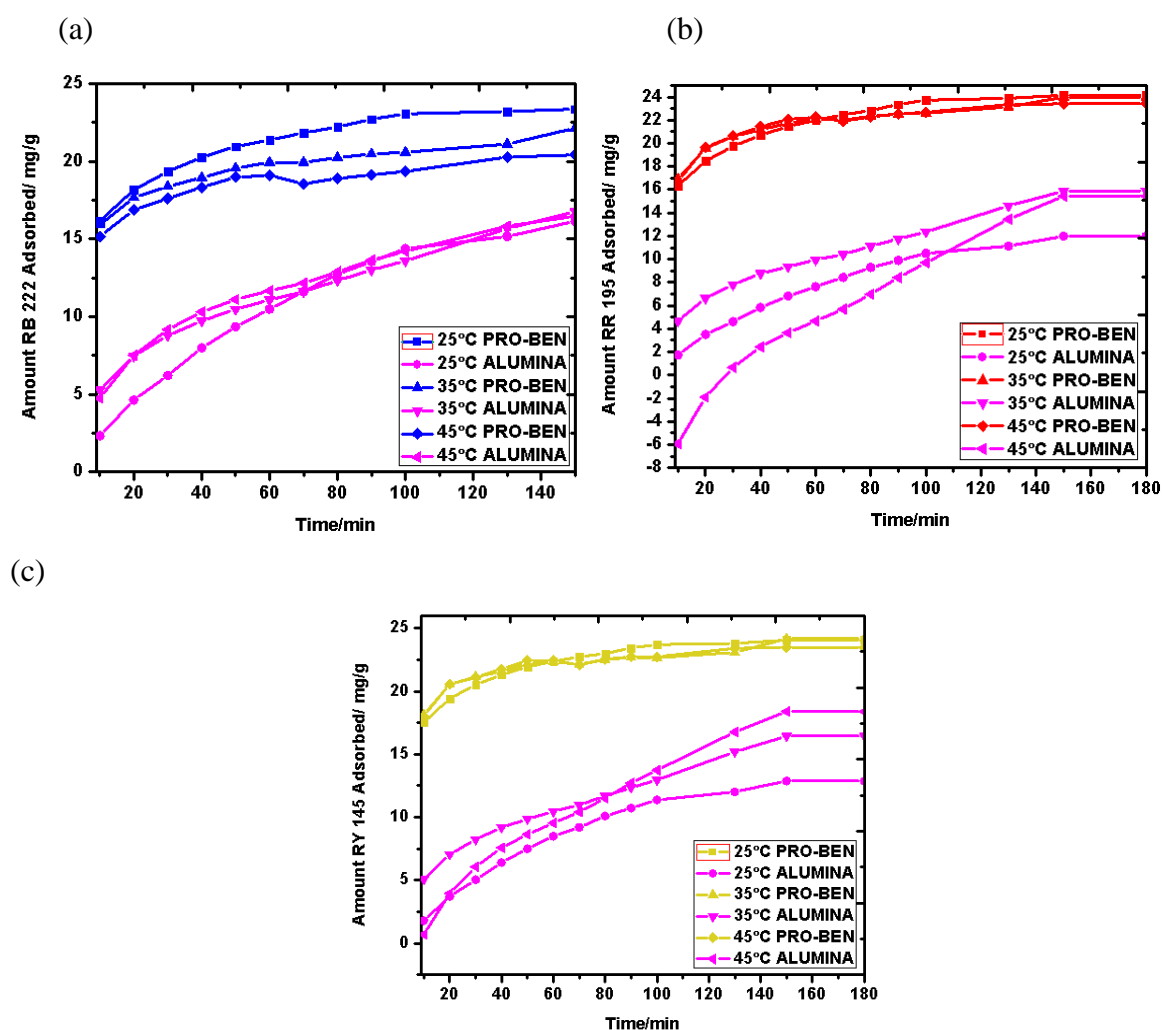 (a)
(b)
25
20
15
10
5
0
Amount RB 222 Adsorbed/ mg/g
25°C PRO-BEN
25°C ALUMINA
35°C PRO-BEN
35°C ALUMINA
45°C PRO-BEN
45°C ALUMINA
20 40 60 80 100 120 140
Time/min
24
22
20
18
16
14
12
10
8
6
4
2
0
-2
-4
-6
-8
Amount RR 195 Adsorbed/ mg/g
25°C PRO-BEN
25°C ALUMINA
35°C PRO-BEN
35°C ALUMINA
45°C PRO-BEN
45°C ALUMINA
20 40 60 80 100 120 140 160 180
Time/min
(c)
25
20
15
10
5
0
Amount RY 145 Adsorbed/ mg/g
25°C PRO-BEN
25°C ALUMINA
35°C PRO-BEN
35°C ALUMINA
45°C PRO-BEN
45°C ALUMINA
20 40 60 80 100 120 140 160 180
Time/min